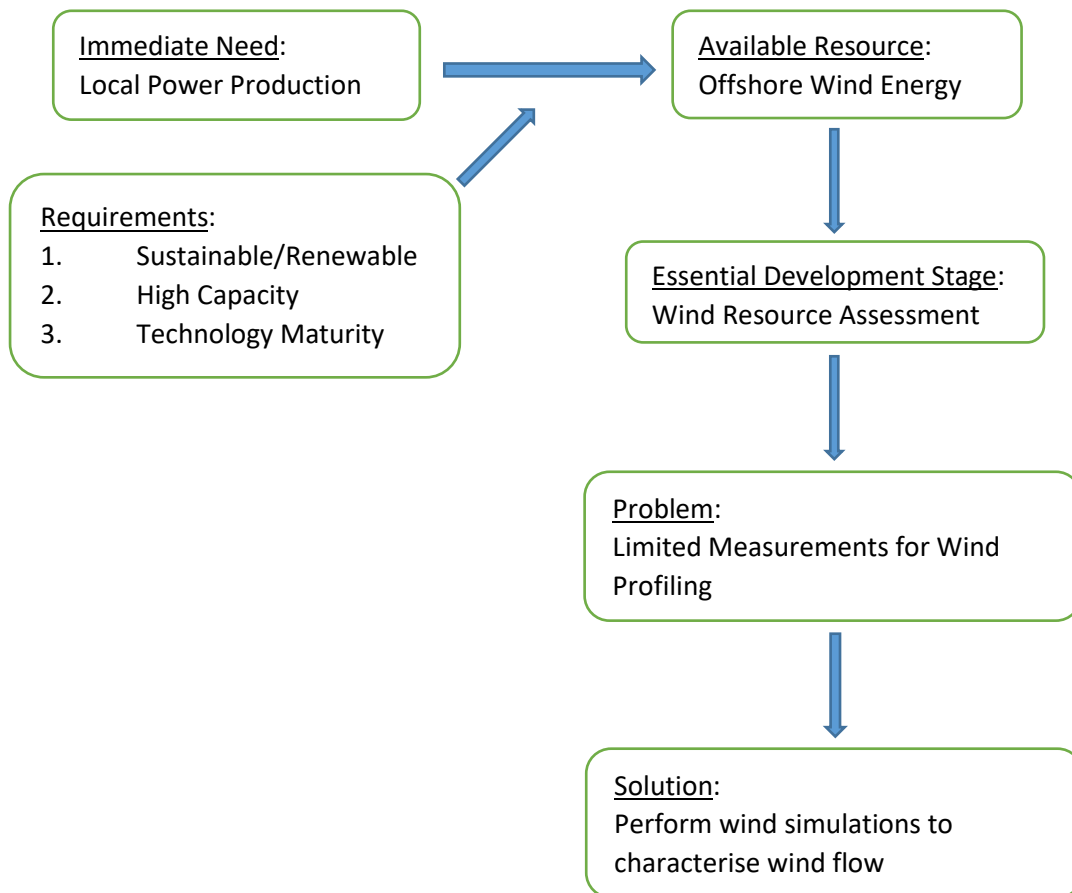 Immediate Need:
Local Power Production
Available Resource:
Offshore Wind Energy
Requirements:
1. Sustainable/Renewable
2. High Capacity
3. Technology Maturity
Essential Development Stage:
Wind Resource Assessment
Problem:
Limited Measurements for Wind
Profiling
Solution:
Perform wind simulations to
characterise wind flow